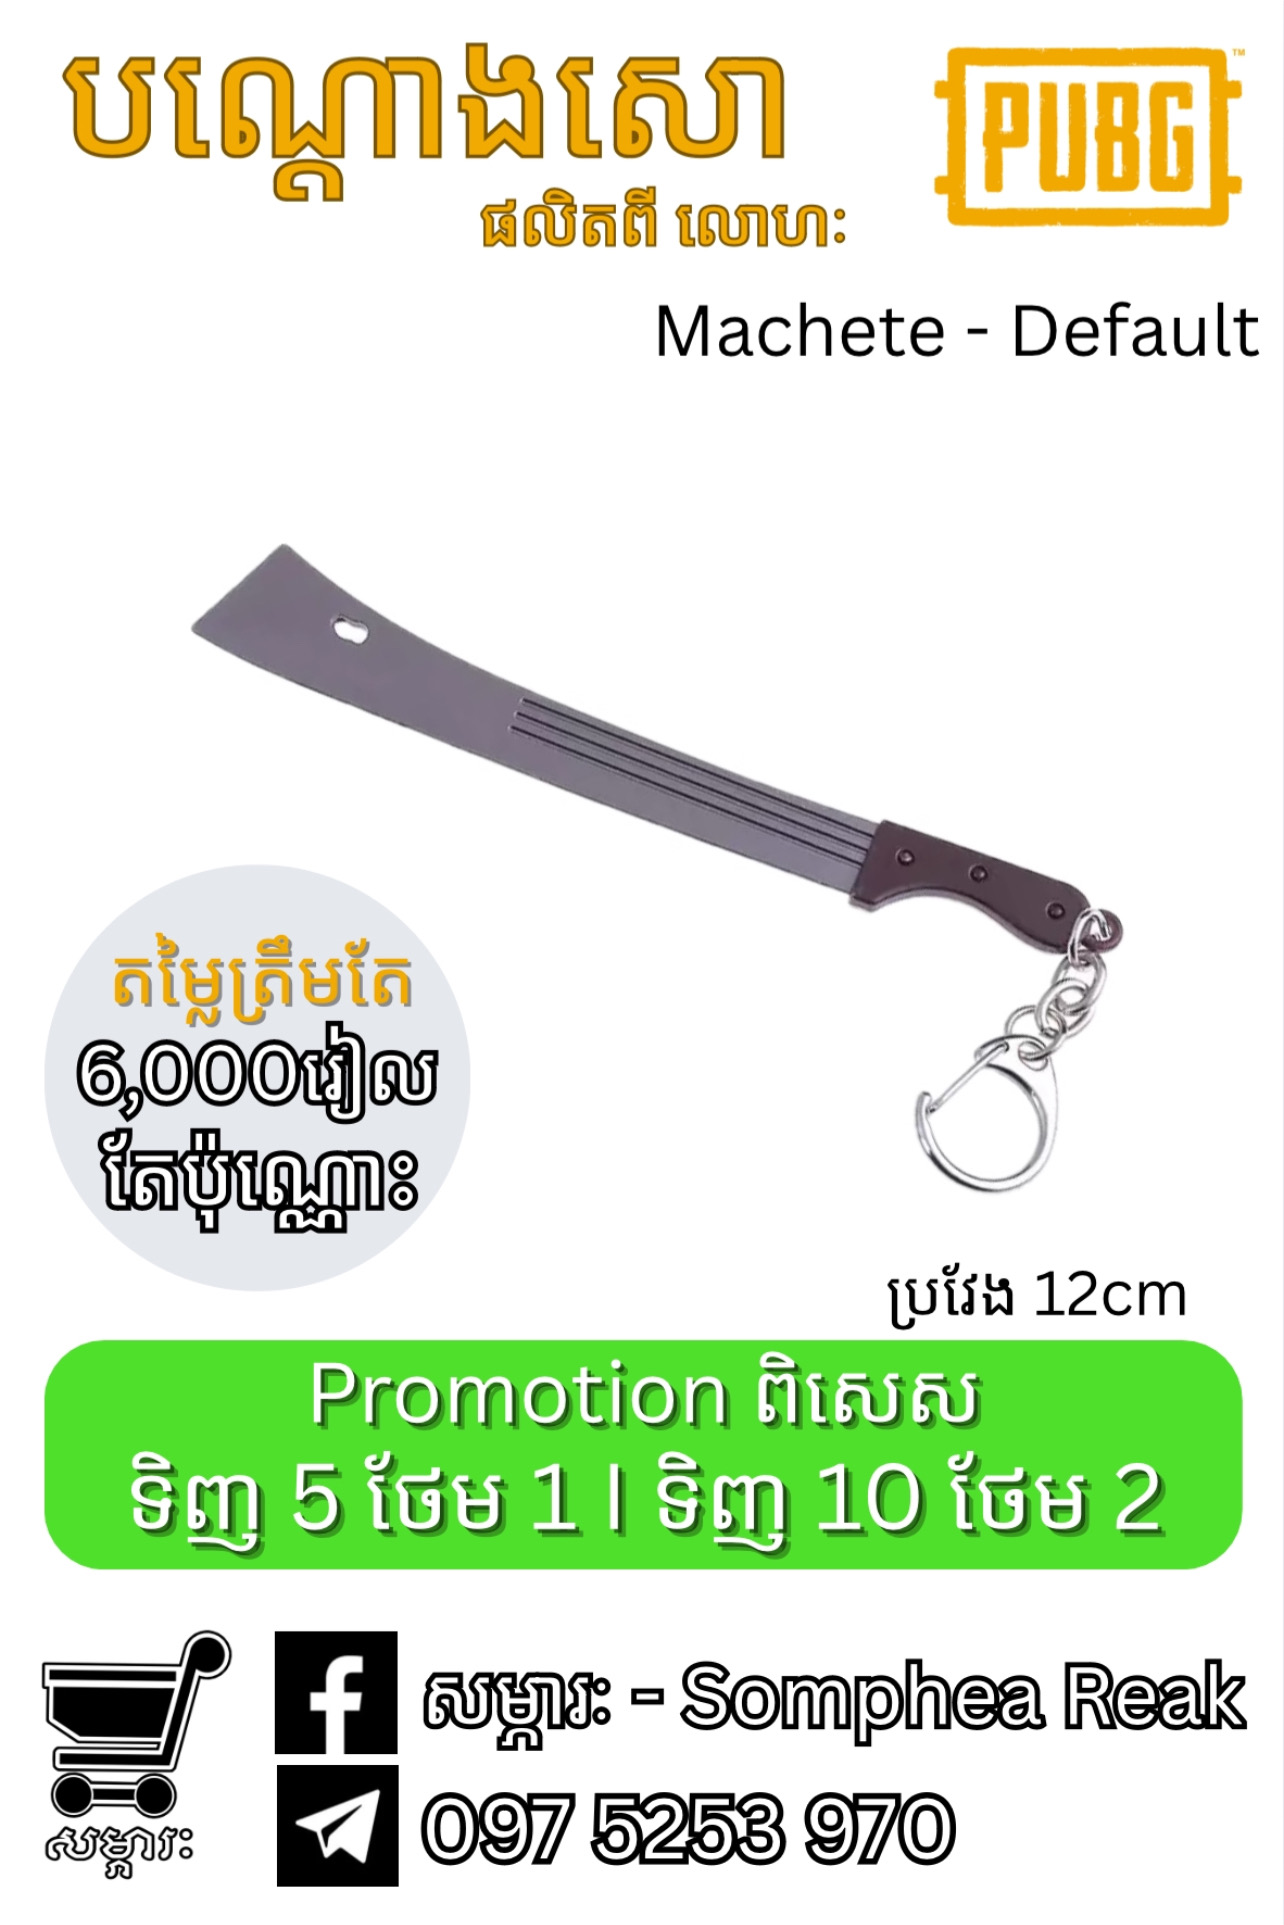 បណ្តោងសោ
PUBG™
ផលិតពី លោហៈ
Machete - Default
តម្លៃត្រឹមតែ
6,000រៀល
តែប៉ុណ្ណោះ
ប្រវែង 12cm
Promotion ពិសេស
ទិញ 5 ថែម 1 | ទិញ 10 ថែម 2
សម្ភារៈ - Somphea Reak
097 5253 970
សម្ភារៈ